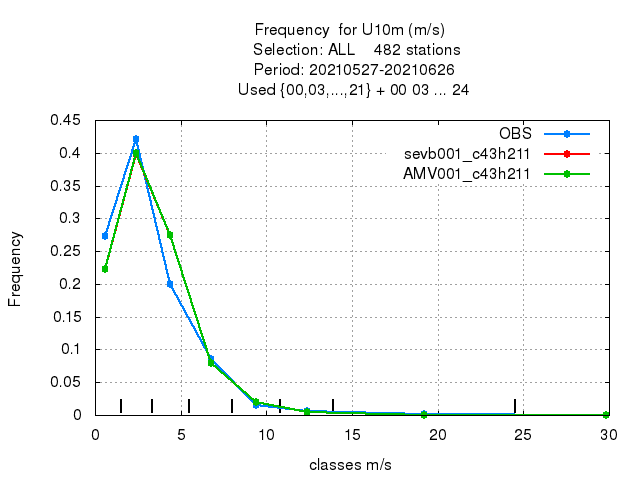 Frequency  for U10m (m/s)
Selection: ALL    482 stations
Period: 20210527-20210626
Used {00,03,...,21} + 00 03 ... 24
OBS
sevb001_c43h211
AMV001_c43h211
0.45
0.4
0.35
0.3
0.25
0.2
0.15
0.1
0.05
0
Frequency
0 5 10 15 20 25 30
classes m/s